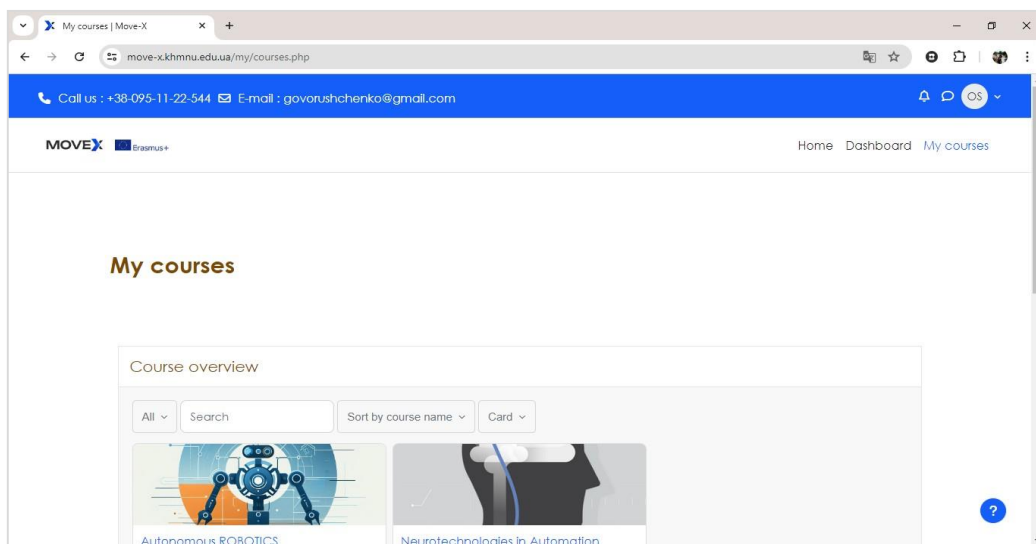 My courses | Move-X
move-x.khmnu.edu.ua/my/courses.php
Call us : +38-095-11-22-544 E-mail : govorushchenko@gmail.com
OS
MOVEX Erasmus+
Home Dashboard My courses
My courses
Course overview
All Search Sort by course name Card
Autonomous ROBOTICS Neurotechnologies in Automation
?